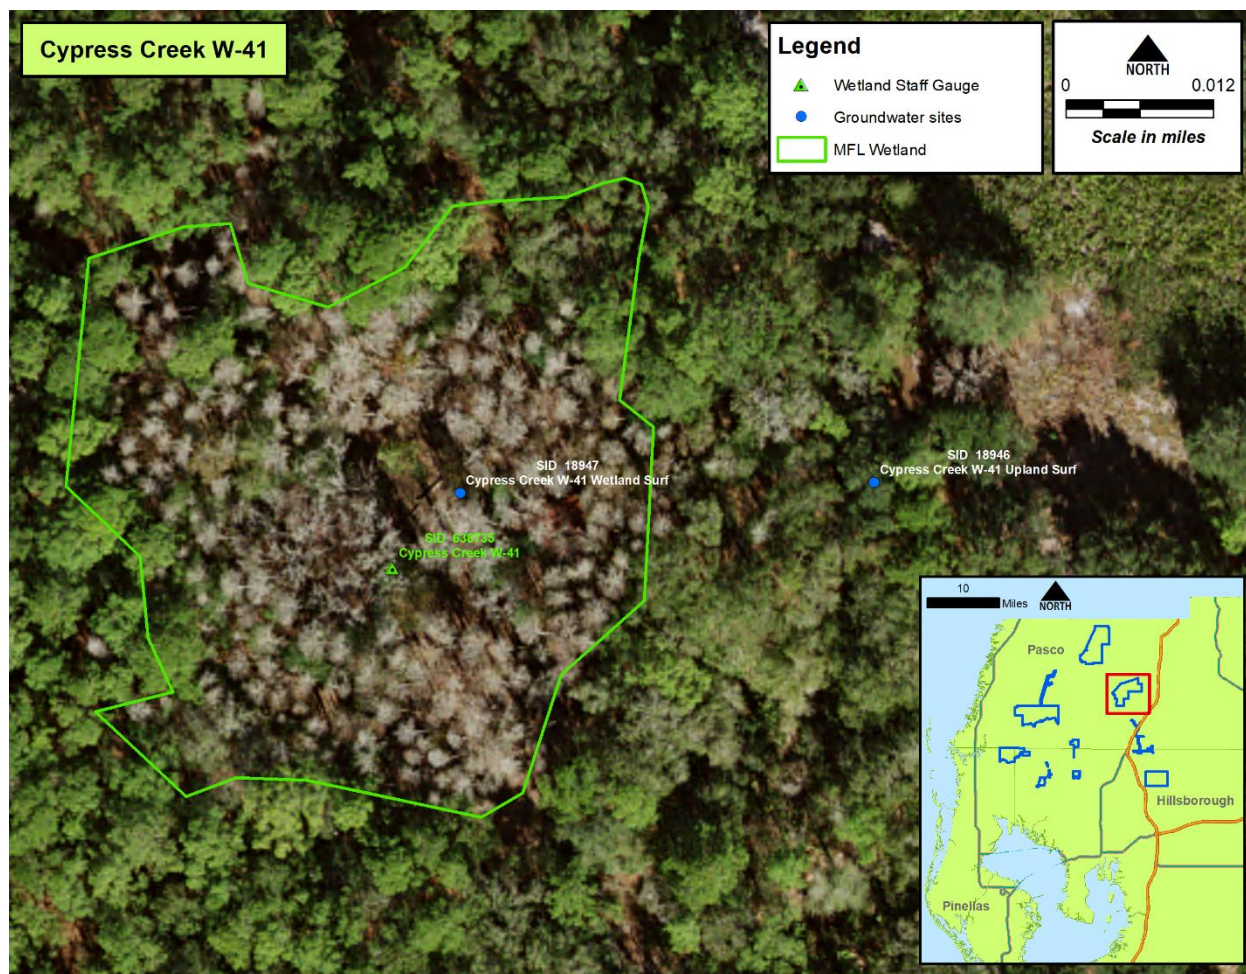 Cypress Creek W-41
Legend
Wetland Staff Gauge
Groundwater sites
MFL Wetland
NORTH
0 0.012
Scale in miles
SID 18947
Cypress Creek W-41 Wetland Surf
SID 18946
Cypress Creek W-41 Upland Surf
SID 638735
Cypress Creek W-41
10
Miles
NORTH
Pasco
Hillsborough
Pinellas